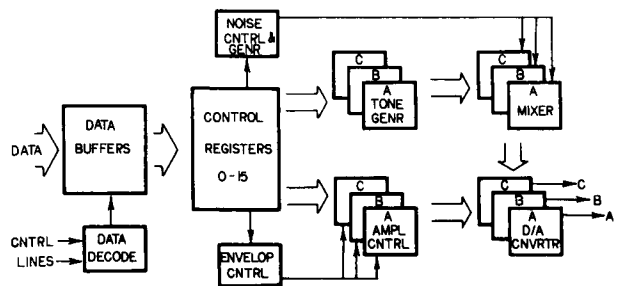 NOISE
CNTRL &
GENR
C
B
A
TONE
GENR
C
B
A
MIXER
DATA
DATA
BUFFERS
CONTROL
REGISTERS
0-15
CNTRL
LINES
DATA
DECODE
ENVELOP
CNTRL
C
B
A
AMPL
CNTRL
C
B
A
D/A
CNVRTR
C
B
A